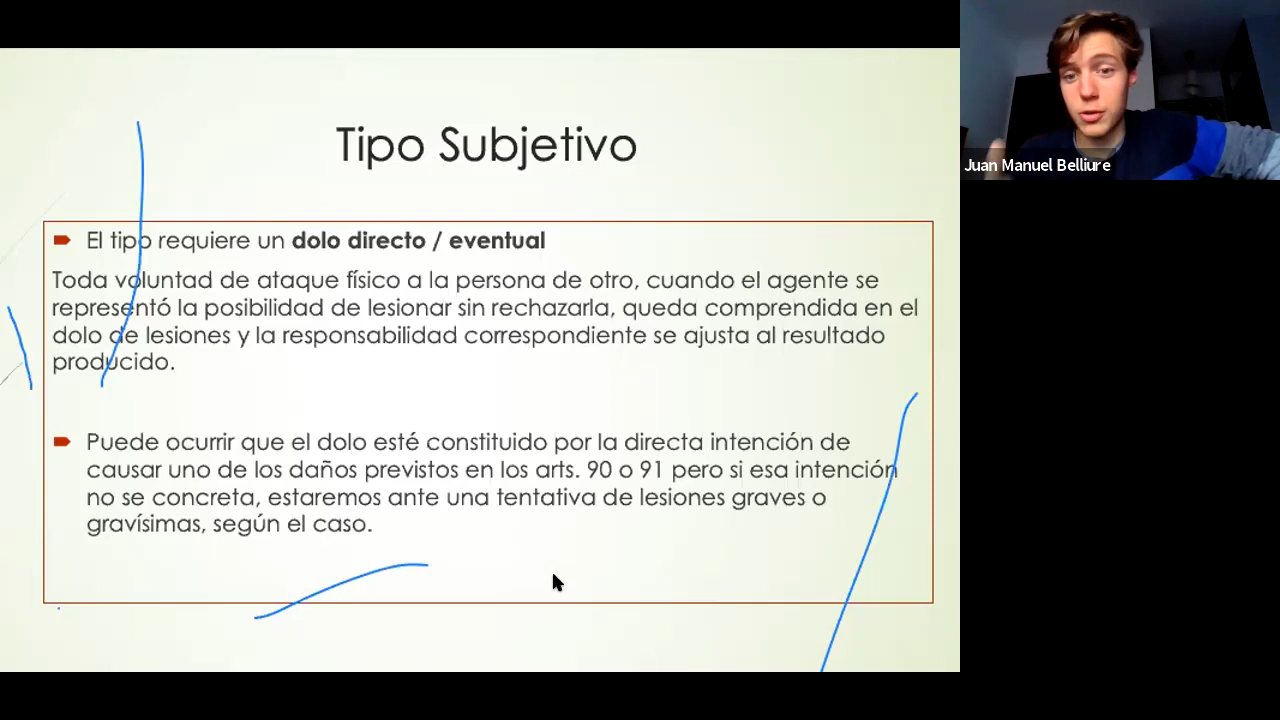 Tipo Subjetivo
El tipo requiere un dolo directo / eventual
Toda voluntad de ataque físico a la persona de otro, cuando el agente se
representó la posibilidad de lesionar sin rechazarla, queda comprendida en el
dolo de lesiones y la responsabilidad correspondiente se ajusta al resultado
producido.
Puede ocurrir que el dolo esté constituido por la directa intención de
causar uno de los daños previstos en los arts. 90 o 91 pero si esa intención
no se concreta, estaremos ante una tentativa de lesiones graves o
gravísimas, según el caso.
Juan Manuel Belliure